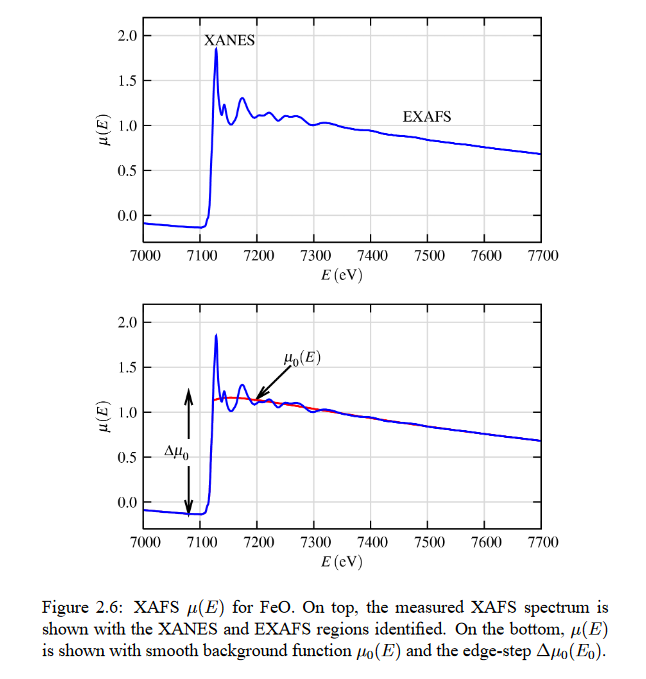 2.0
XANES
1.5
EXAFS
1.0
μ(E)
0.5
0.0
7000 7100 7200 7300 7400 7500 7600 7700
E (eV)
2.0
μ₀(E)
1.5
1.0
μ(E)
0.5
Δμ₀
0.0
7000 7100 7200 7300 7400 7500 7600 7700
E (eV)
Figure 2.6: XAFS μ(E) for FeO. On top, the measured XAFS spectrum is
shown with the XANES and EXAFS regions identified. On the bottom, μ(E)
is shown with smooth background function μ₀(E) and the edge-step Δμ₀(E₀).